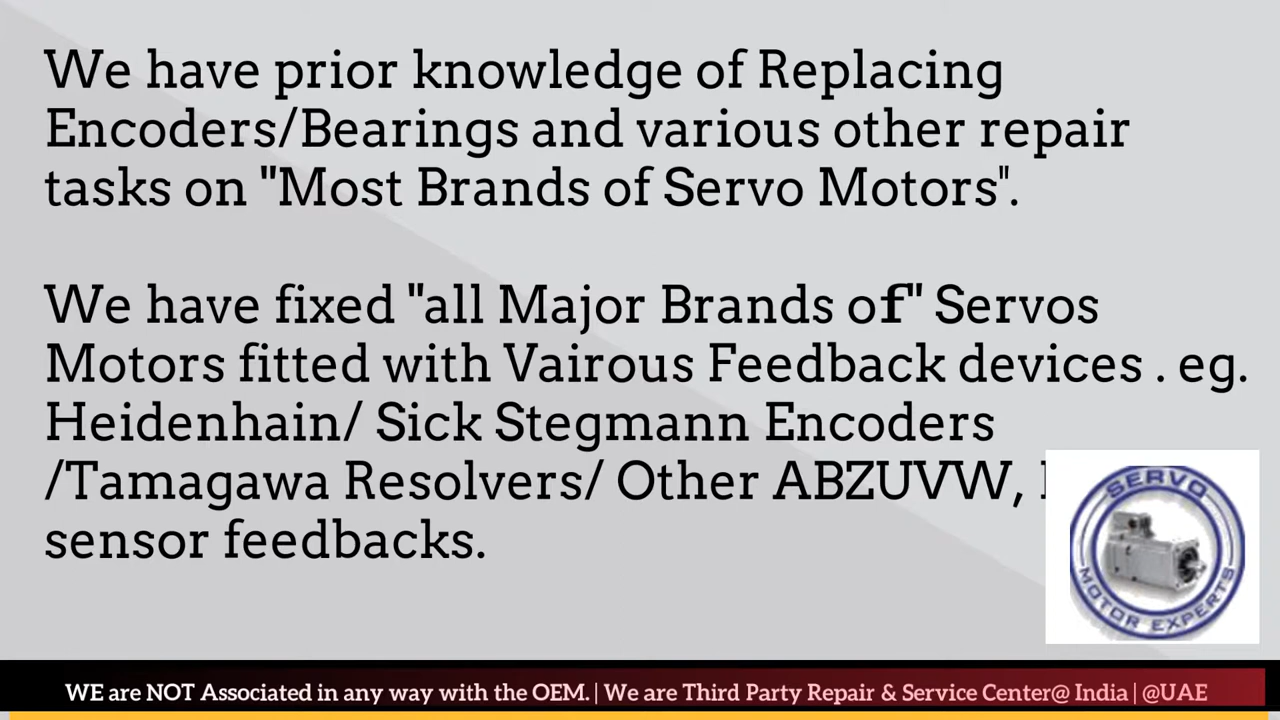 We have prior knowledge of Replacing
Encoders/Bearings and various other repair
tasks on "Most Brands of Servo Motors".
We have fixed "all Major Brands of" Servos
Motors fitted with Vairous Feedback devices . eg.
Heidenhain/ Sick Stegmann Encoders
/Tamagawa Resolvers/ Other ABZUVW,
sensor feedbacks.
SERVO
MOTOR EXPERTS
WE are NOT Associated in any way with the OEM. | We are Third Party Repair & Service Center@ India | @UAE